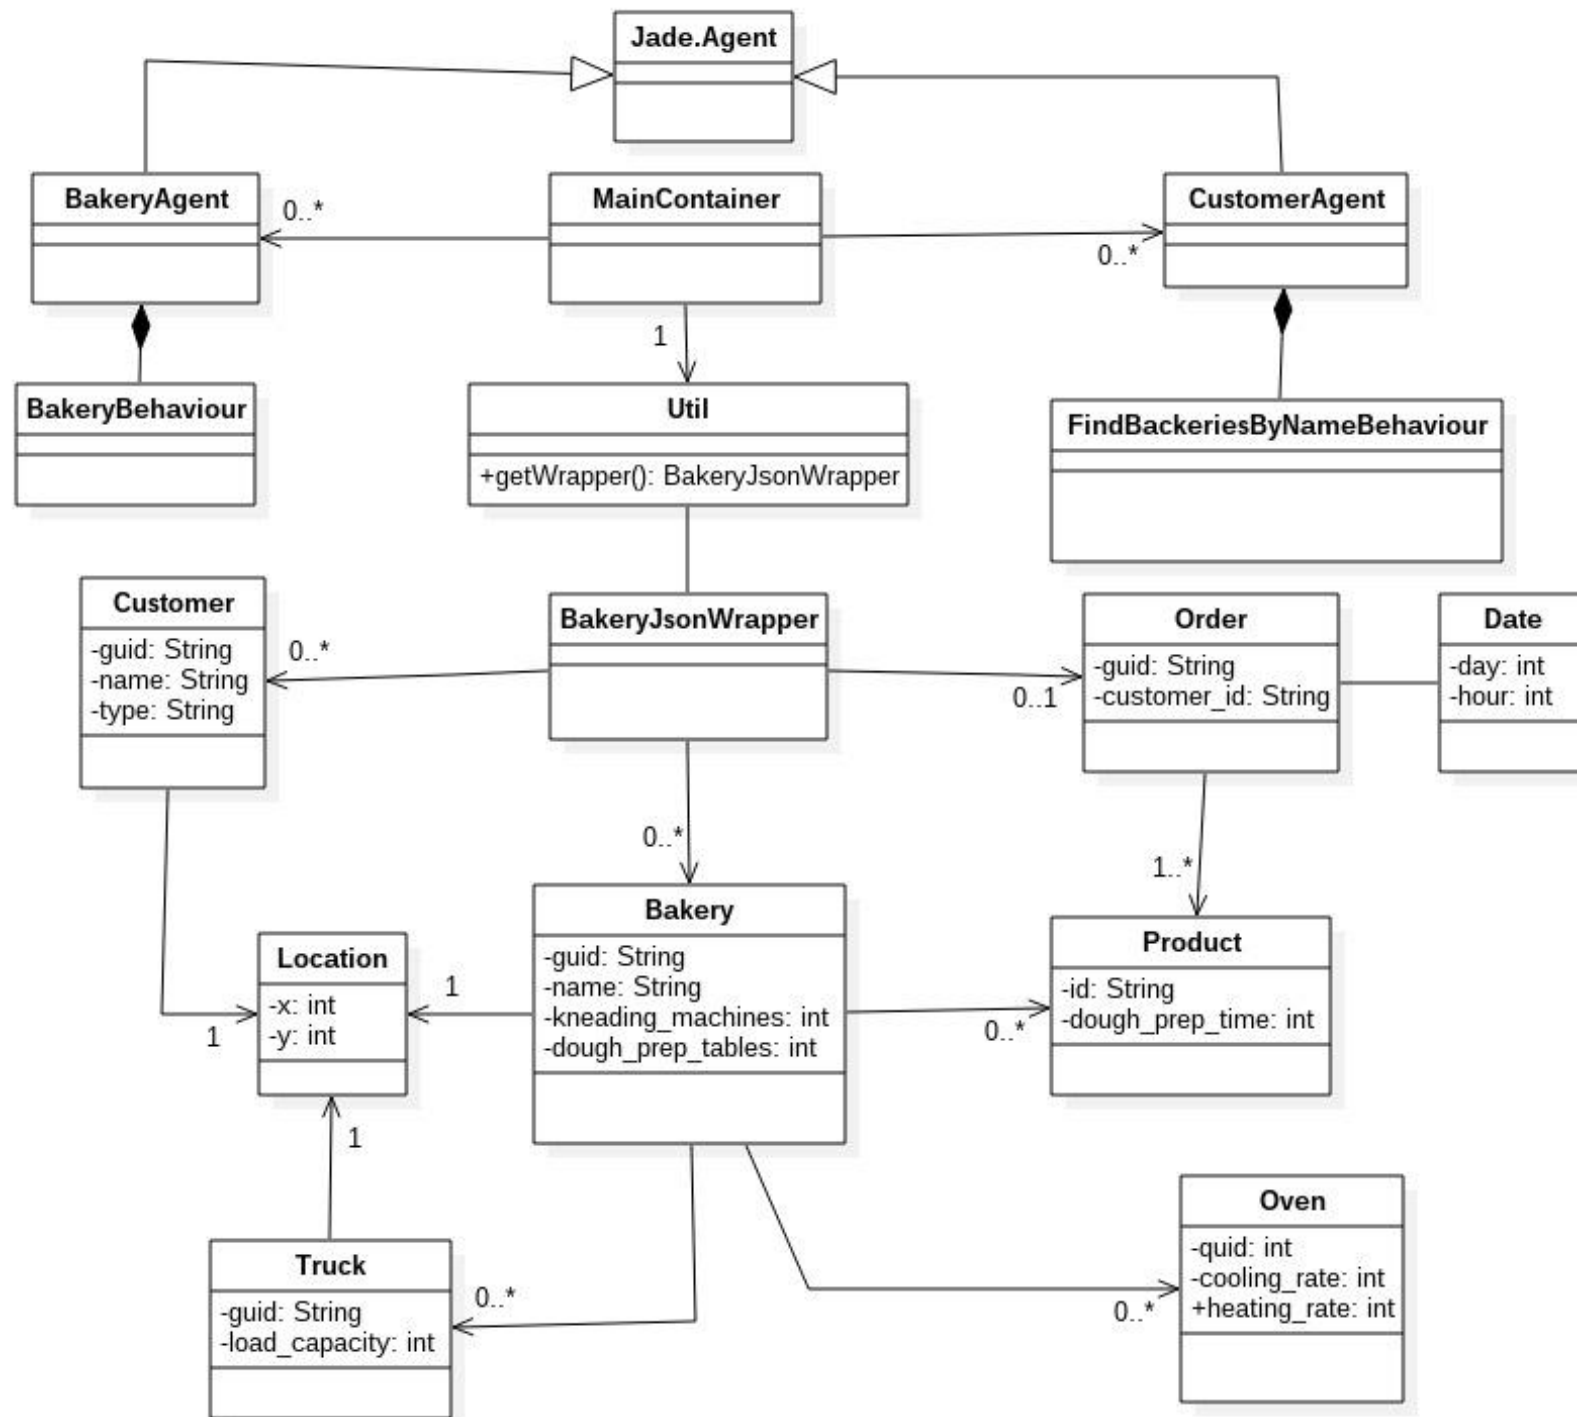 Jade.Agent
BakeryAgent
MainContainer
CustomerAgent
0..*
0..*
1
BakeryBehaviour
Util
+getWrapper(): BakeryJsonWrapper
FindBackeriesByNameBehaviour
Customer
-guid: String
-name: String
-type: String
0..*
BakeryJsonWrapper
Order
-guid: String
-customer_id: String
0..1
Date
-day: int
-hour: int
0..*
1..*
Bakery
-guid: String
-name: String
-kneading_machines: int
-dough_prep_tables: int
Location
-x: int
-y: int
1
1
Product
-id: String
-dough_prep_time: int
0..*
1
Truck
-guid: String
-load_capacity: int
0..*
Oven
-quid: int
-cooling_rate: int
+heating_rate: int
0..*